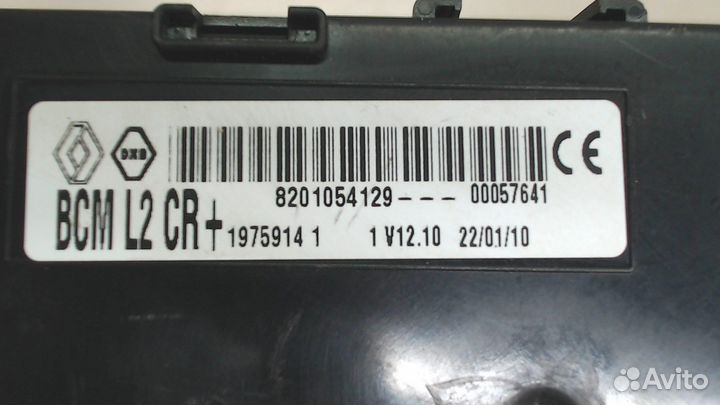 8201054129--- 00057641
BCM L2 CR+
1975914 1 1 V12.10 22/01/10
Avito